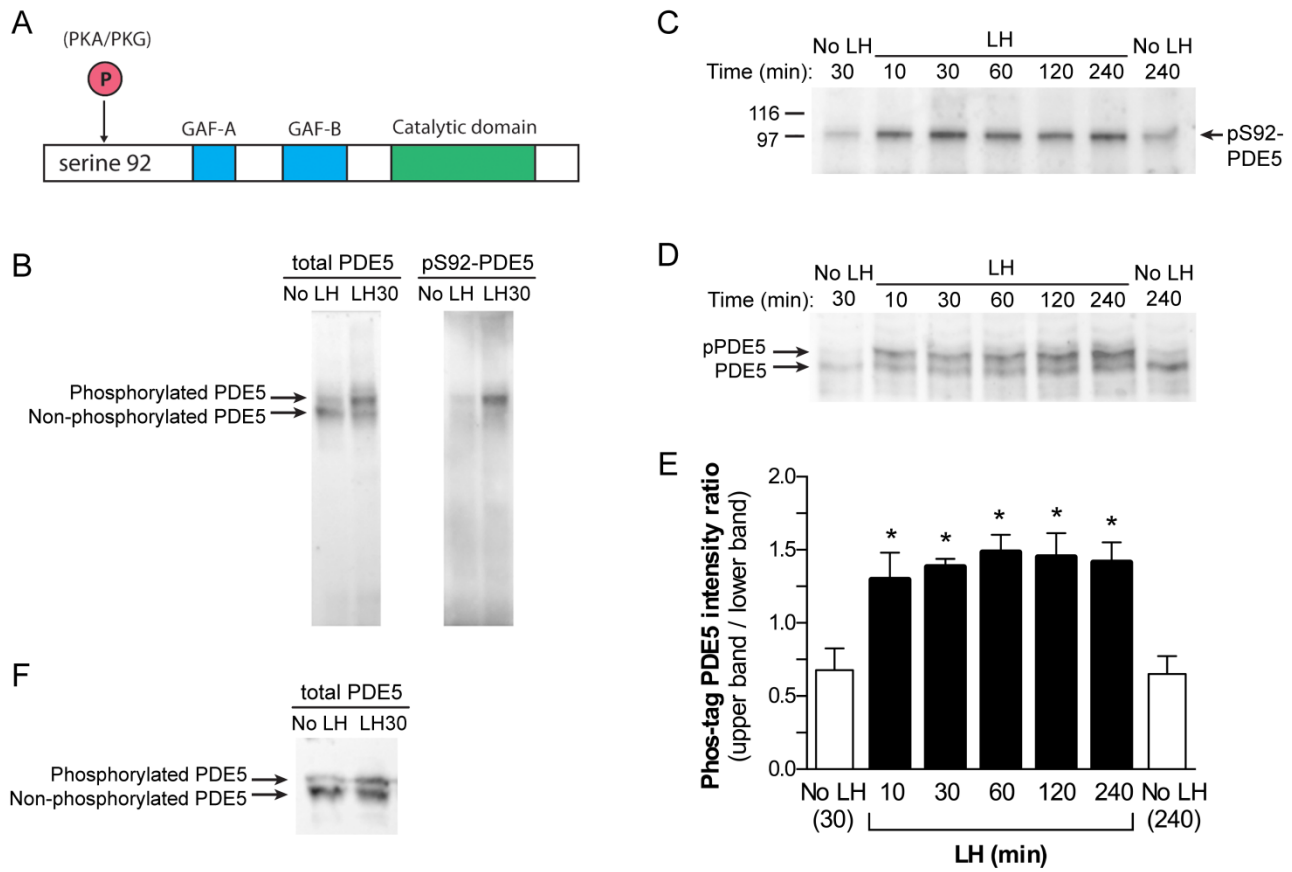 A
(PKA/PKG)
P
GAF-A
GAF-B
Catalytic domain
serine 92
B
total PDE5
pS92-PDE5
No LH
LH30
No LH
LH30
Phosphorylated PDE5
Non-phosphorylated PDE5
F
total PDE5
No LH
LH30
Phosphorylated PDE5
Non-phosphorylated PDE5
C
No LH
LH
No LH
Time (min):
30
10
30
60
120
240
240
116
97
pS92-
PDE5
D
No LH
LH
No LH
Time (min):
30
10
30
60
120
240
240
pPDE5
PDE5
E
Phos-tag PDE5 intensity ratio
(upper band / lower band)
2.0
1.5
1.0
0.5
0.0
*
*
*
*
*
No LH
(30)
10
30
60
120
240
No LH
(240)
LH (min)